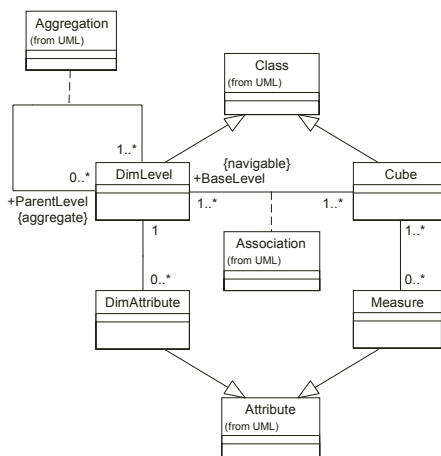 Aggregation
(from UML)
Class
(from UML)
1..*
0..*
{navigable}
+BaseLevel
DimLevel
Cube
+ParentLevel
{aggregate}
1..*
1..*
1
1..*
Association
(from UML)
0..*
0..*
DimAttribute
Measure
Attribute
(from UML)